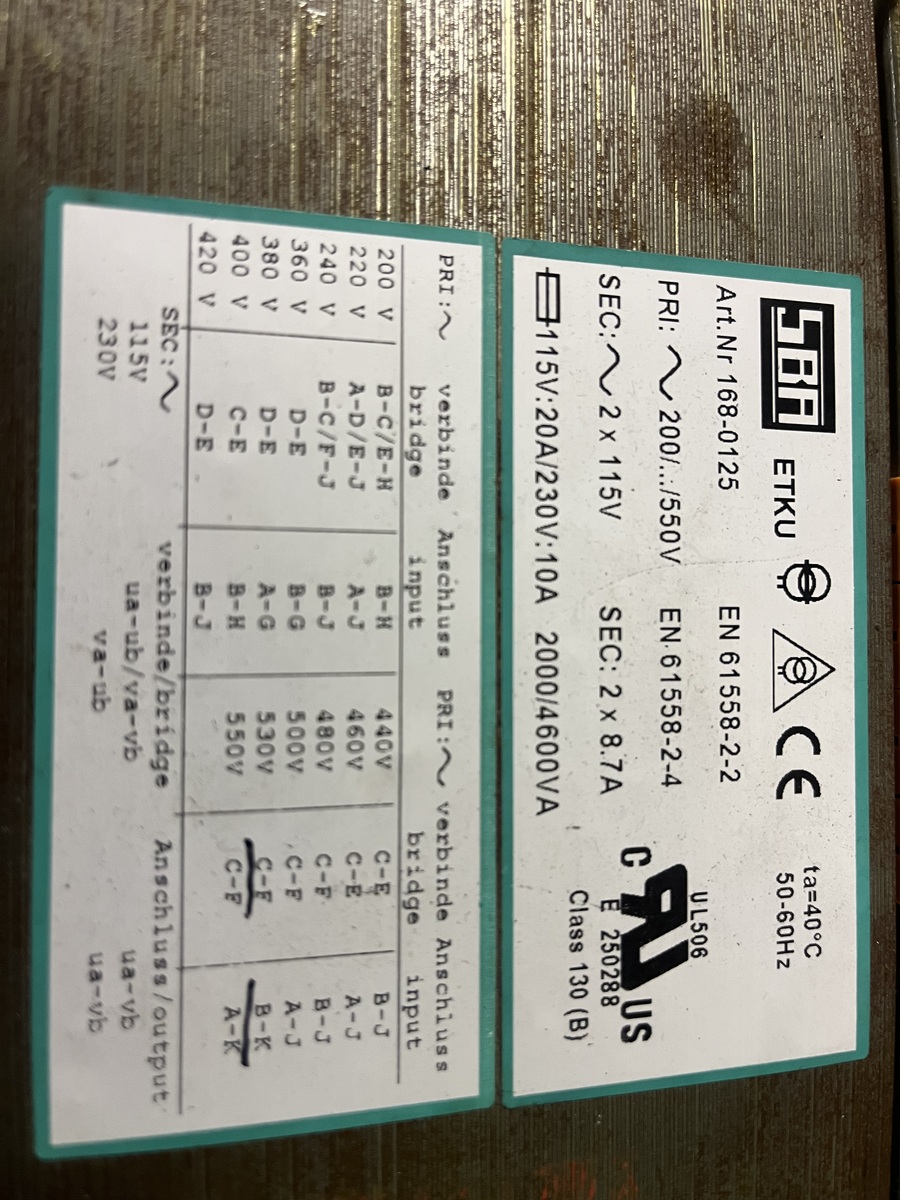 SBA ETKU CE ta=40°C
50-60Hz
Art.Nr 168-0125 EN 61558-2-2 UL506
PRI: ~ 200/.../550V EN 61558-2-4
C RU US
SEC: ~ 2 x 115V SEC: 2 x 8.7A E 250288
115V:20A/230V:10A 2000/4600VA Class 130 (B)
PRI:~ verbinde Anschluss PRI:~ verbinde Anschluss
bridge input bridge input
200 V B-C/E-H B-H 440V C-E B-J
220 V A-D/E-J A-J 460V C-E A-J
240 V B-C/F-J B-J 480V C-F B-J
360 V D-E B-G 500V C-F A-J
380 V D-E A-G 530V C-F B-K
400 V C-E B-H 550V C-F A-K
420 V D-E B-J
SEC:~ verbinde/bridge Anschluss/output
115V ua-ub/va-vb ua-vb
230V va-ub ua-vb